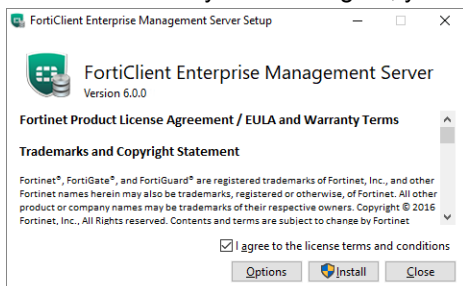 FortiClient Enterprise Management Server Setup
FortiClient Enterprise Management Server
Version 6.0.0
Fortinet Product License Agreement / EULA and Warranty Terms
Trademarks and Copyright Statement
Fortinet®, FortiGate®, and FortiGuard® are registered trademarks of Fortinet, Inc., and other
Fortinet names herein may also be trademarks, registered or otherwise, of Fortinet. All other
product or company names may be trademarks of their respective owners. Copyright © 2016
Fortinet, Inc., All Rights reserved. Contents and terms are subject to change by Fortinet
I agree to the license terms and conditions
Options Install Close